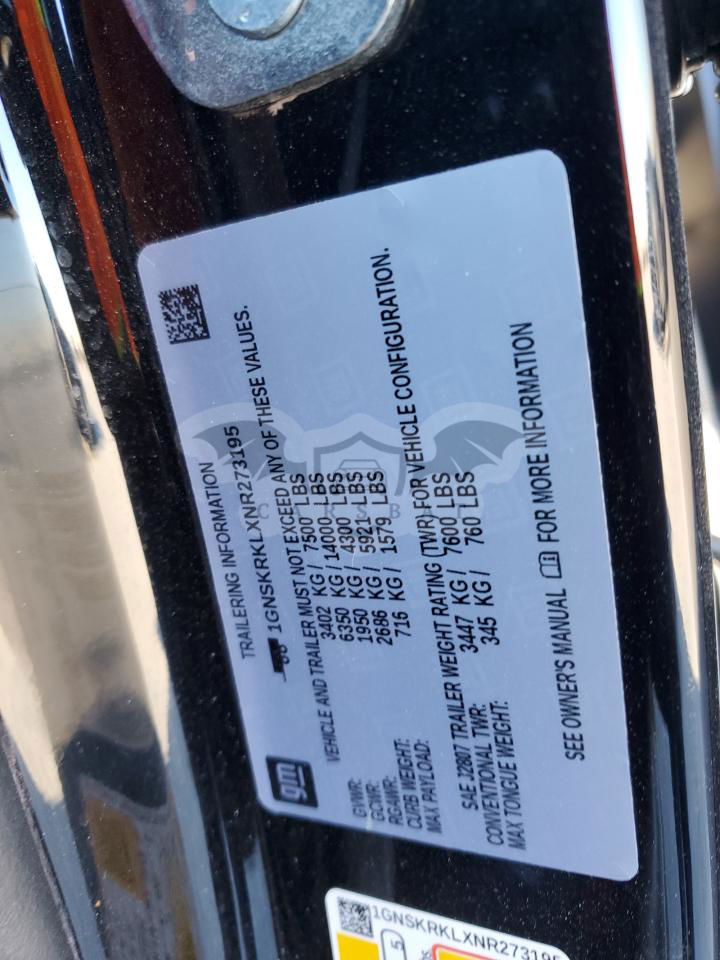 TRAILERING INFORMATION
1GNSKRKLXNR273195
VEHICLE AND TRAILER MUST NOT EXCEED ANY OF THESE VALUES.
GVWR: 3402 KG / 7500 LBS
GCWR: 6350 KG / 14000 LBS
RGAWR: 1950 KG / 4300 LBS
CURB WEIGHT: 2686 KG / 5921 LBS
MAX PAYLOAD: 716 KG / 1579 LBS
SAE J2807 TRAILER WEIGHT RATING (TWR) FOR VEHICLE CONFIGURATION.
CONVENTIONAL TWR: 3447 KG / 7600 LBS
MAX TONGUE WEIGHT: 345 KG / 760 LBS
SEE OWNER'S MANUAL FOR MORE INFORMATION
gm
CARSBAT
1GNSKRKLXNR273195
5